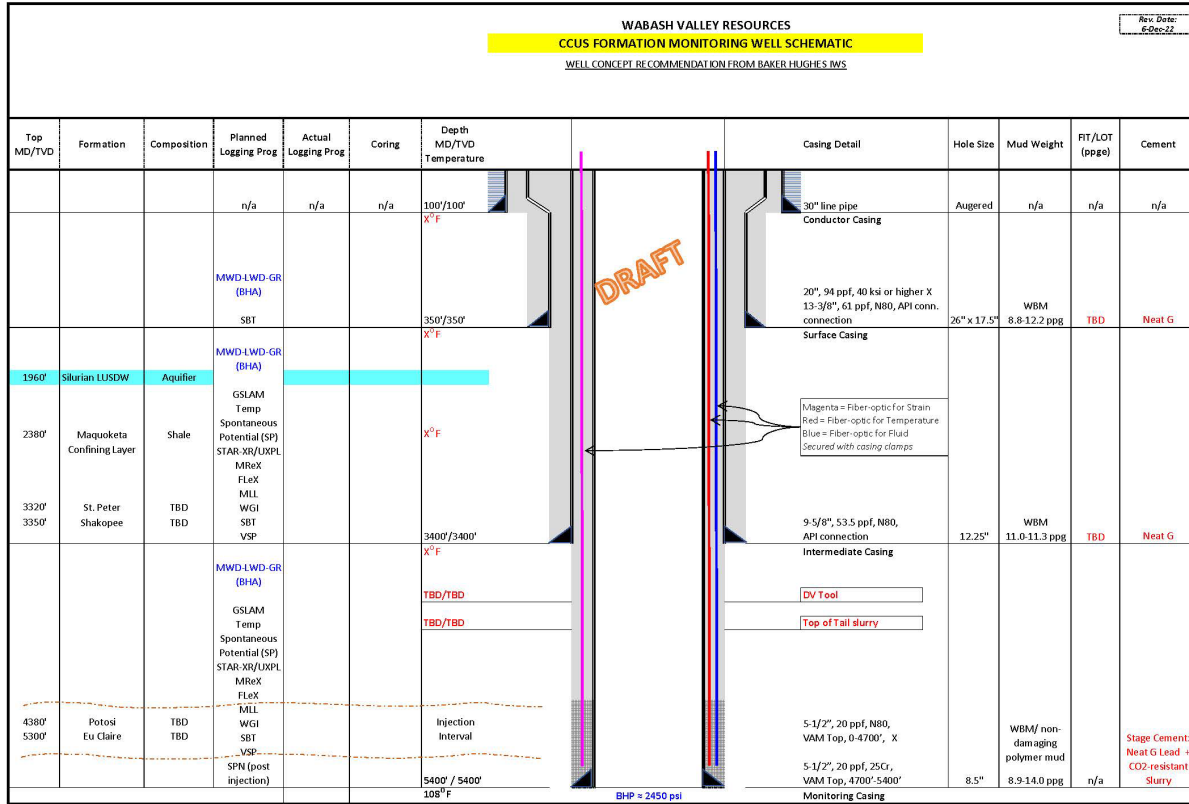 WABASH VALLEY RESOURCES
CCUS FORMATION MONITORING WELL SCHEMATIC
WELL CONCEPT RECOMMENDATION FROM BAKER HUGHES IWS
Rev. Date:
6-Dec-22
Top
MD/TVD
Formation
Composition
Planned
Logging Prog
Actual
Logging Prog
Coring
Depth
MD/TVD
Temperature
Casing Detail
Hole Size
Mud Weight
FIT/LOT
(ppge)
Cement
n/a
n/a
n/a
100'/100'
30" line pipe
Augered
n/a
n/a
n/a
X°F
Conductor Casing
MWD-LWD-GR
(BHA)
SBT
350'/350'
20", 94 ppf, 40 ksi or higher X
13-3/8", 61 ppf, N80, API conn.
connection
26" x 17.5"
WBM
8.8-12.2 ppg
TBD
Neat G
X°F
Surface Casing
DRAFT
MWD-LWD-GR
(BHA)
1960'
Silurian LUSDW
Aquifier
GSLAM
Temp
Spontaneous
Potential (SP)
STAR-XR/UXPL
MReX
FLeX
MLL
WGI
SBT
VSP
2380'
Maquoketa
Confining Layer
Shale
X°F
Magenta = Fiber-optic for Strain
Red = Fiber-optic for Temperature
Blue = Fiber-optic for Fluid
Secured with casing clamps
3320'
St. Peter
TBD
3350'
Shakopee
TBD
3400'/3400'
9-5/8", 53.5 ppf, N80,
API connection
12.25"
WBM
11.0-11.3 ppg
TBD
Neat G
X°F
Intermediate Casing
MWD-LWD-GR
(BHA)
TBD/TBD
DV Tool
TBD/TBD
Top of Tail slurry
GSLAM
Temp
Spontaneous
Potential (SP)
STAR-XR/UXPL
MReX
FLeX
MLL
WGI
SBT
VSP
SPN (post
injection)
4380'
Potosi
TBD
5300'
Eu Claire
TBD
Injection
Interval
5400' / 5400'
5-1/2", 20 ppf, N80,
VAM Top, 0-4700', X
5-1/2", 20 ppf, 25Cr,
VAM Top, 4700'-5400'
8.5"
WBM/ non-
damaging
polymer mud
8.9-14.0 ppg
n/a
Stage Cement:
Neat G Lead +
CO2-resistant
Slurry
108°F
BHP ≈ 2450 psi
Monitoring Casing